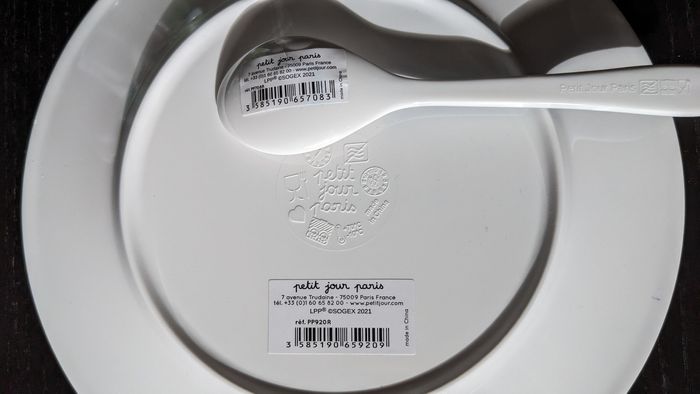 petit jour paris
7 avenue Trudaine - 75009 Paris France
tél. +33 (0)1 60 65 82 00 - www.petitjour.com
LPP® ©SOGEX 2021
made in China
3 585190 657083
Petit Jour Paris
petit
jour
paris
made
in China
petit jour paris
7 avenue Trudaine - 75009 Paris France
tél. +33 (0)1 60 65 82 00 - www.petitjour.com
LPP® ©SOGEX 2021
réf. PP920R
made in China
3 585190 659209